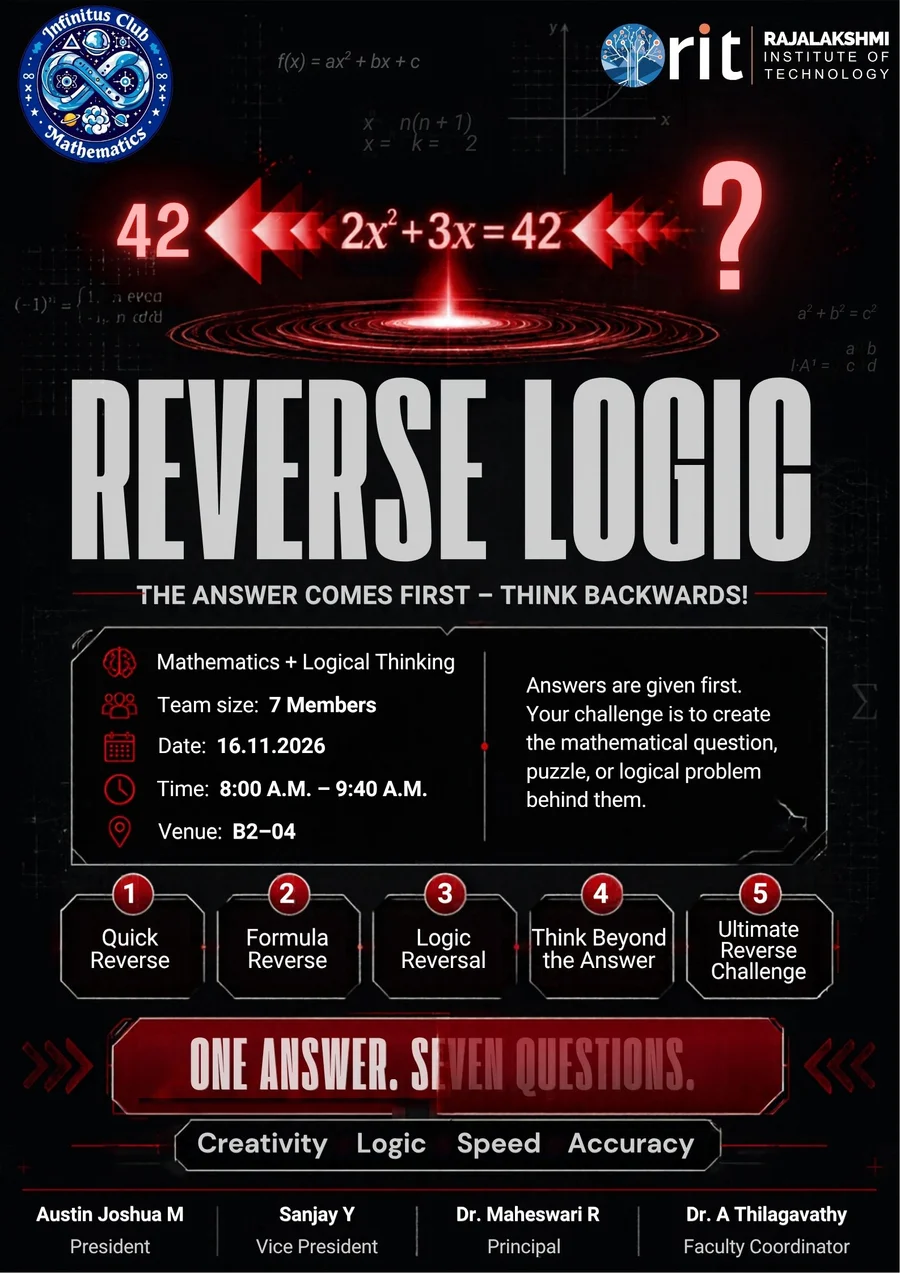 Infinitus Club
Mathematics
f(x) = ax² + bx + c
y
x
x n(n + 1)
x = k = 2
rit
RAJALAKSHMI
INSTITUTE OF
TECHNOLOGY
42
2x²+3x=42
?
(-1)ⁿ =
a² + b² = c²
a b
c d
REVERSE LOGIC
THE ANSWER COMES FIRST – THINK BACKWARDS!
Mathematics + Logical Thinking
Team size: 7 Members
Date: 16.11.2026
Time: 8:00 A.M. – 9:40 A.M.
Venue: B2–04
Answers are given first.
Your challenge is to create
the mathematical question,
puzzle, or logical problem
behind them.
Σ
1
Quick
Reverse
2
Formula
Reverse
3
Logic
Reversal
4
Think Beyond
the Answer
5
Ultimate
Reverse
Challenge
ONE ANSWER. SEVEN QUESTIONS.
Creativity Logic Speed Accuracy
Austin Joshua M
President
Sanjay Y
Vice President
Dr. Maheswari R
Principal
Dr. A Thilagavathy
Faculty Coordinator